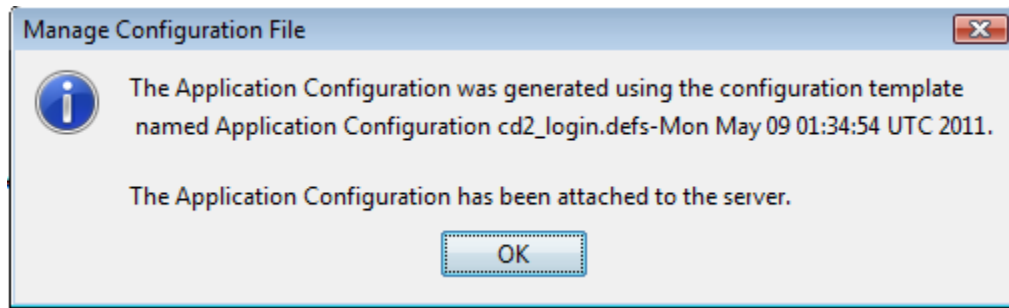 Manage Configuration File
The Application Configuration was generated using the configuration template
named Application Configuration cd2_login.defs-Mon May 09 01:34:54 UTC 2011.
The Application Configuration has been attached to the server.
OK